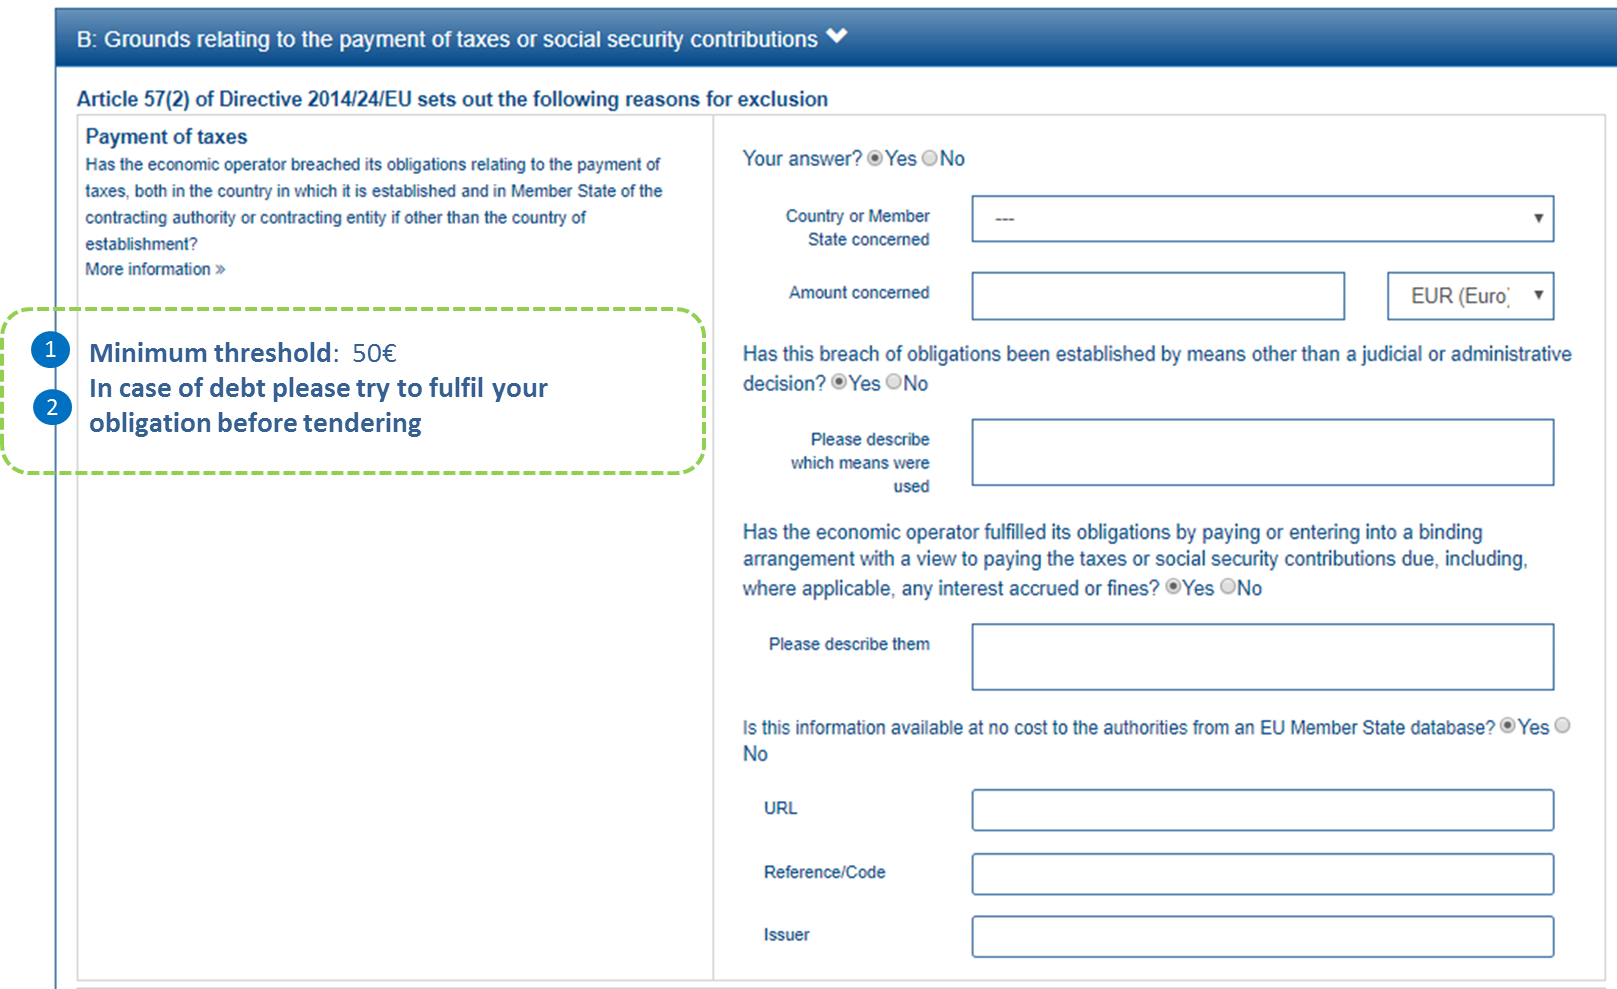 B: Grounds relating to the payment of taxes or social security contributions
Article 57(2) of Directive 2014/24/EU sets out the following reasons for exclusion
Payment of taxes
Has the economic operator breached its obligations relating to the payment of
taxes, both in the country in which it is established and in Member State of the
contracting authority or contracting entity if other than the country of
establishment?
More information »
1 Minimum threshold: 50€
2 In case of debt please try to fulfil your
obligation before tendering
Your answer? Yes No
Country or Member
State concerned
---
Amount concerned
EUR (Euro)
Has this breach of obligations been established by means other than a judicial or administrative
decision? Yes No
Please describe
which means were
used
Has the economic operator fulfilled its obligations by paying or entering into a binding
arrangement with a view to paying the taxes or social security contributions due, including,
where applicable, any interest accrued or fines? Yes No
Please describe them
Is this information available at no cost to the authorities from an EU Member State database? Yes
No
URL
Reference/Code
Issuer